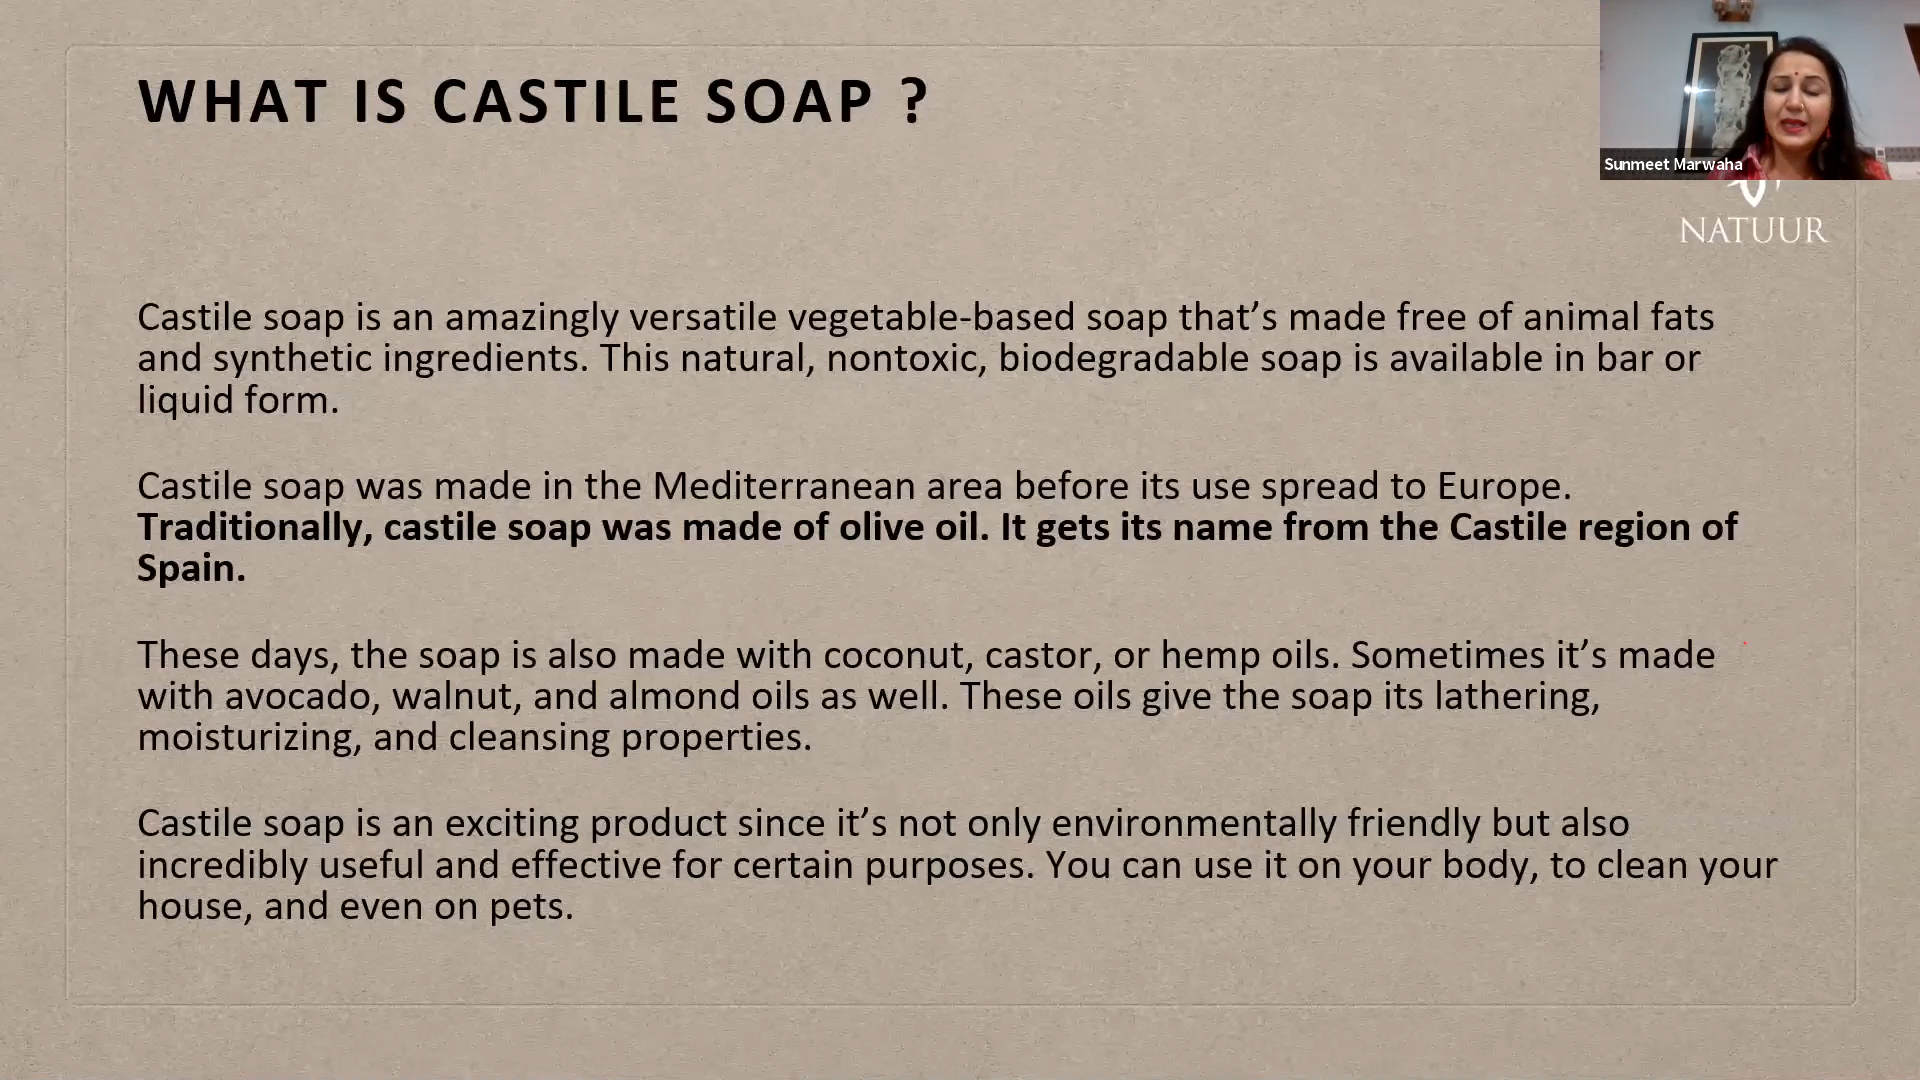 WHAT IS CASTILE SOAP ?
Sunmeet Marwaha
NATUUR
Castile soap is an amazingly versatile vegetable-based soap that’s made free of animal fats
and synthetic ingredients. This natural, nontoxic, biodegradable soap is available in bar or
liquid form.
Castile soap was made in the Mediterranean area before its use spread to Europe.
Traditionally, castile soap was made of olive oil. It gets its name from the Castile region of
Spain.
These days, the soap is also made with coconut, castor, or hemp oils. Sometimes it’s made
with avocado, walnut, and almond oils as well. These oils give the soap its lathering,
moisturizing, and cleansing properties.
Castile soap is an exciting product since it’s not only environmentally friendly but also
incredibly useful and effective for certain purposes. You can use it on your body, to clean your
house, and even on pets.